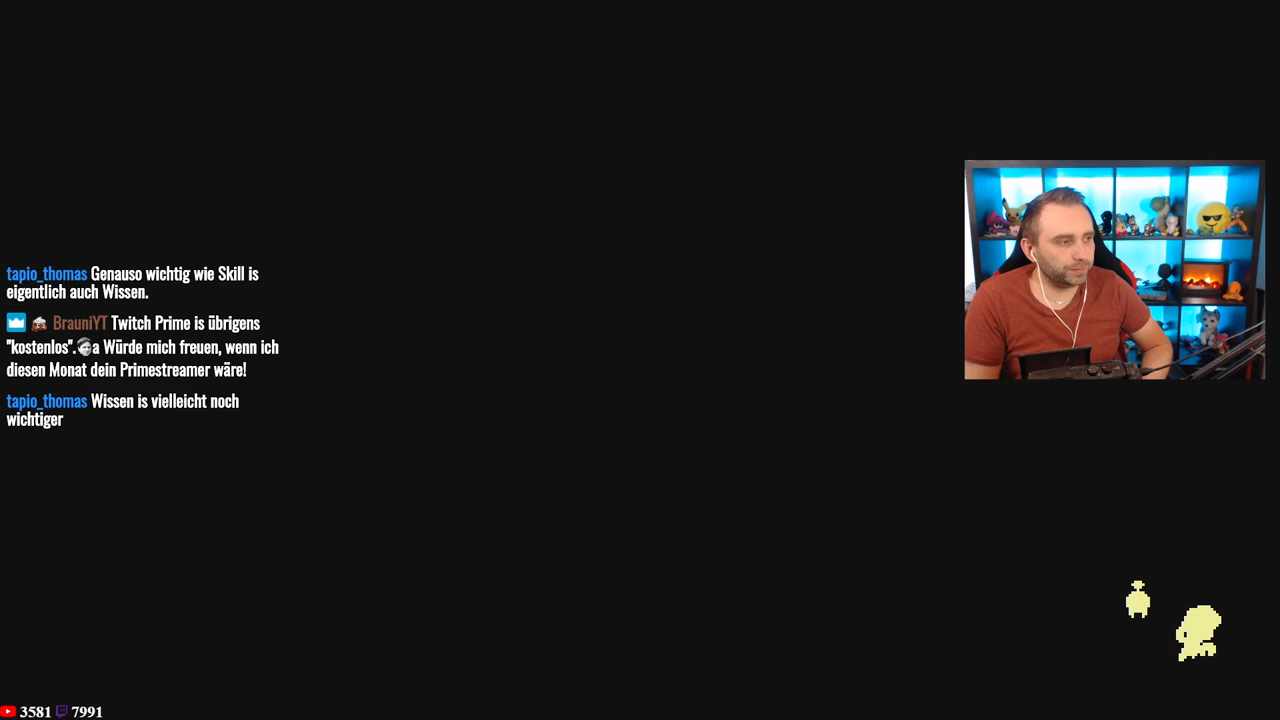 tapio_thomas Genauso wichtig wie Skill is
eigentlich auch Wissen.
BrauniYT Twitch Prime is übrigens
"kostenlos". a Würde mich freuen, wenn ich
diesen Monat dein Primestreamer wäre!
tapio_thomas Wissen is vielleicht noch
wichtiger
3581 7991